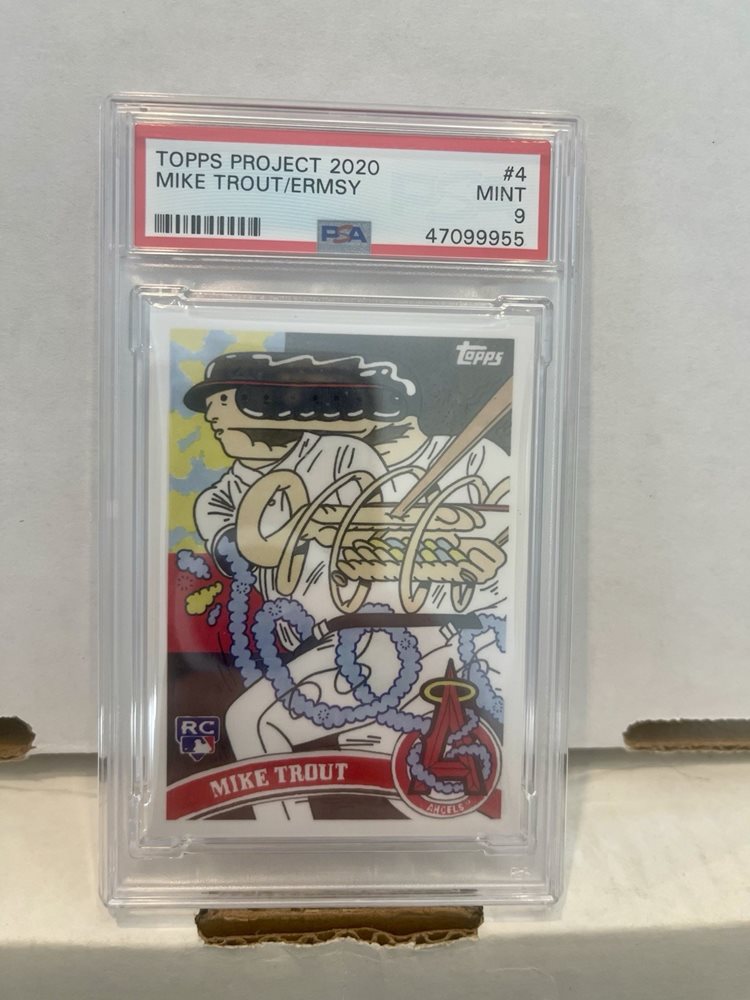 TOPPS PROJECT 2020
MIKE TROUT/ERMSY
#4
MINT
9
47099955
PSA
topps
RC
MIKE TROUT
ANGELS